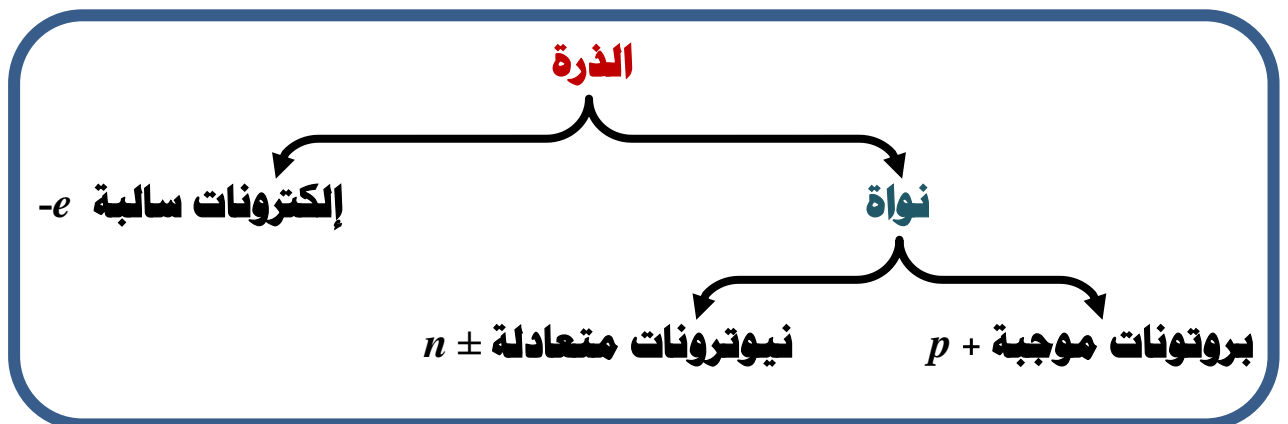 الذرة
نواة
إلكترونات سالبة -e
بروتونات موجبة + p
نيوترونات متعادلة ± n